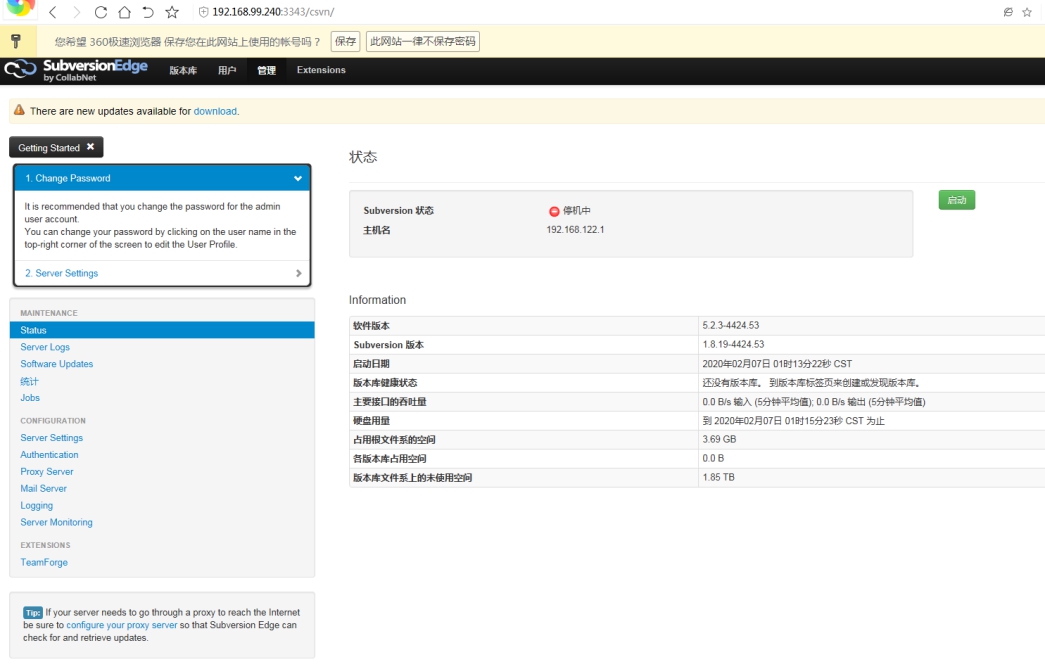 192.168.99.240:3343/csvn/
您希望 360极速浏览器 保存您在此网站上使用的帐号吗？ 保存 此网站一律不保存密码
SubversionEdge
by CollabNet
版本库 用户 管理 Extensions
There are new updates available for download.
Getting Started ✖
1. Change Password
It is recommended that you change the password for the admin
user account.
You can change your password by clicking on the user name in the
top-right corner of the screen to edit the User Profile.
2. Server Settings
MAINTENANCE
Status
Server Logs
Software Updates
统计
Jobs
CONFIGURATION
Server Settings
Authentication
Proxy Server
Mail Server
Logging
Server Monitoring
EXTENSIONS
TeamForge
Tip: If your server needs to go through a proxy to reach the Internet
be sure to configure your proxy server so that Subversion Edge can
check for and retrieve updates.
状态
Subversion 状态 停机中
主机名 192.168.122.1
启动
Information
软件版本 5.2.3-4424.53
Subversion 版本 1.8.19-4424.53
启动日期 2020年02月07日 01时13分22秒 CST
版本库健康状态 还没有版本库。 到版本库标签页来创建或发现版本库。
主要接口的吞吐量 0.0 B/s 输入 (5分钟平均值); 0.0 B/s 输出 (5分钟平均值)
硬盘用量 到 2020年02月07日 01时15分23秒 CST 为止
占用根文件系的空间 3.69 GB
各版本库占用空间 0.0 B
版本库文件系上的未使用空间 1.85 TB